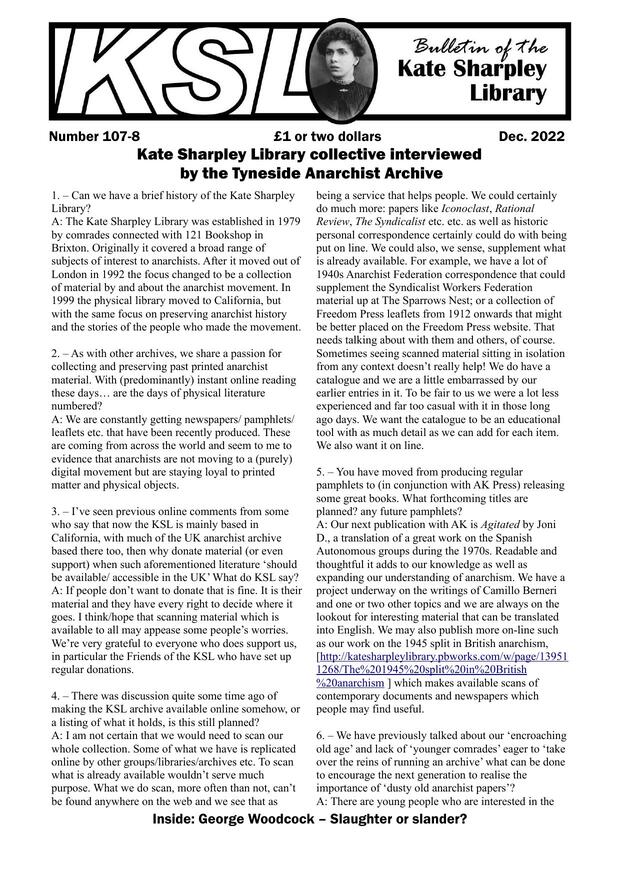 KSL
Bulletin of the
Kate Sharpley
Library
Number 107-8 £1 or two dollars Dec. 2022
Kate Sharpley Library collective interviewed
by the Tyneside Anarchist Archive
1. – Can we have a brief history of the Kate Sharpley
Library?
A: The Kate Sharpley Library was established in 1979
by comrades connected with 121 Bookshop in
Brixton. Originally it covered a broad range of
subjects of interest to anarchists. After it moved out of
London in 1992 the focus changed to be a collection
of material by and about the anarchist movement. In
1999 the physical library moved to California, but
with the same focus on preserving anarchist history
and the stories of the people who made the movement.
2. – As with other archives, we share a passion for
collecting and preserving past printed anarchist
material. With (predominantly) instant online reading
these days… are the days of physical literature
numbered?
A: We are constantly getting newspapers/ pamphlets/
leaflets etc. that have been recently produced. These
are coming from across the world and seem to me to
evidence that anarchists are not moving to a (purely)
digital movement but are staying loyal to printed
matter and physical objects.
3. – I've seen previous online comments from some
who say that now the KSL is mainly based in
California, with much of the UK anarchist archive
based there too, then why donate material (or even
support) when such aforementioned literature 'should
be available/ accessible in the UK' What do KSL say?
A: If people don't want to donate that is fine. It is their
material and they have every right to decide where it
goes. I think/hope that scanning material which is
available to all may appease some people's worries.
We're very grateful to everyone who does support us,
in particular the Friends of the KSL who have set up
regular donations.
4. – There was discussion quite some time ago of
making the KSL archive available online somehow, or
a listing of what it holds, is this still planned?
A: I am not certain that we would need to scan our
whole collection. Some of what we have is replicated
online by other groups/libraries/archives etc. To scan
what is already available wouldn't serve much
purpose. What we do scan, more often than not, can't
be found anywhere on the web and we see that as
being a service that helps people. We could certainly
do much more: papers like Iconoclast, Rational
Review, The Syndicalist etc. etc. as well as historic
personal correspondence certainly could do with being
put on line. We could also, we sense, supplement what
is already available. For example, we have a lot of
1940s Anarchist Federation correspondence that could
supplement the Syndicalist Workers Federation
material up at The Sparrows Nest; or a collection of
Freedom Press leaflets from 1912 onwards that might
be better placed on the Freedom Press website. That
needs talking about with them and others, of course.
Sometimes seeing scanned material sitting in isolation
from any context doesn't really help! We do have a
catalogue and we are a little embarrassed by our
earlier entries in it. To be fair to us we were a lot less
experienced and far too casual with it in those long
ago days. We want the catalogue to be an educational
tool with as much detail as we can add for each item.
We also want it on line.
5. – You have moved from producing regular
pamphlets to (in conjunction with AK Press) releasing
some great books. What forthcoming titles are
planned? any future pamphlets?
A: Our next publication with AK is Agitated by Joni
D., a translation of a great work on the Spanish
Autonomous groups during the 1970s. Readable and
thoughtful it adds to our knowledge as well as
expanding our understanding of anarchism. We have a
project underway on the writings of Camillo Berneri
and one or two other topics and we are always on the
lookout for interesting material that can be translated
into English. We may also publish more on-line such
as our work on the 1945 split in British anarchism,
[http://katesharpleylibrary.pbworks.com/w/page/13951
1268/The%201945%20split%20in%20British
%20anarchism ] which makes available scans of
contemporary documents and newspapers which
people may find useful.
6. – We have previously talked about our 'encroaching
old age' and lack of 'younger comrades' eager to 'take
over the reins of running an archive' what can be done
to encourage the next generation to realise the
importance of 'dusty old anarchist papers'?
A: There are young people who are interested in the
Inside: George Woodcock – Slaughter or slander?